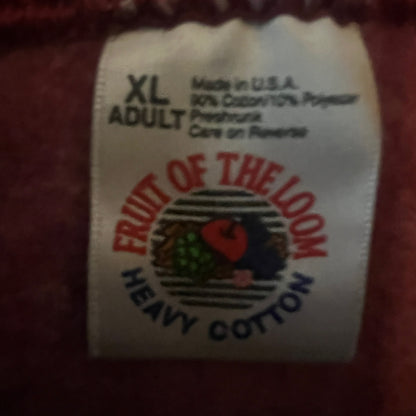 XL
ADULT
Made in U.S.A.
90% Cotton/10% Polyester
Preshrunk
Care on Reverse
FRUIT OF THE LOOM
HEAVY COTTON